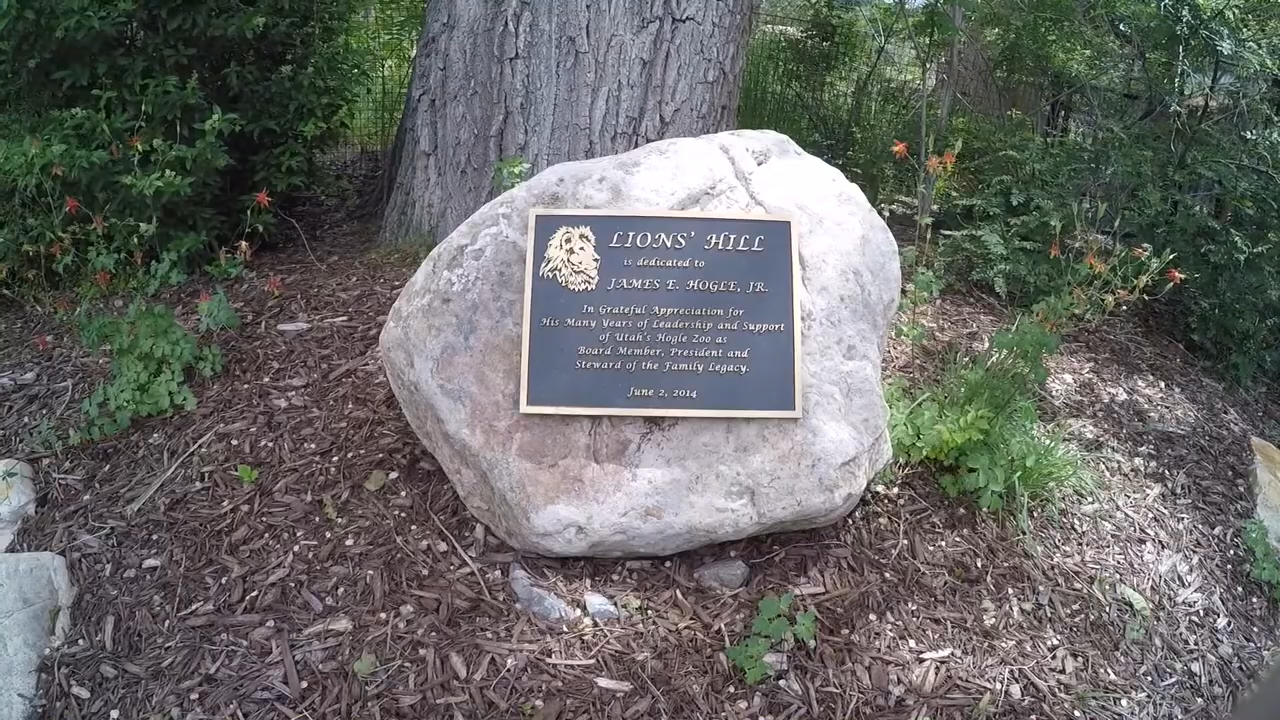 LIONS' HILL
is dedicated to
JAMES E. HOGLE, JR.
In Grateful Appreciation for
His Many Years of Leadership and Support
of Utah's Hogle Zoo as
Board Member, President and
Steward of the Family Legacy.
June 2, 2014